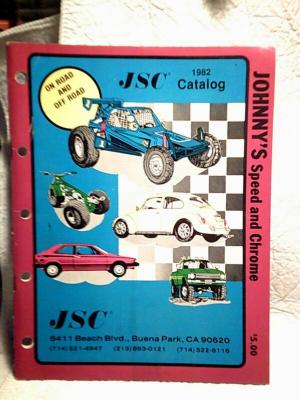 ON ROAD
AND
OFF ROAD
JSC
1982
Catalog
JOHNNY'S Speed and Chrome
$5.00
JSC
6411 Beach Blvd., Buena Park, CA 90620
(714) 521-4947 (213) 863-0121 (714) 522-6116